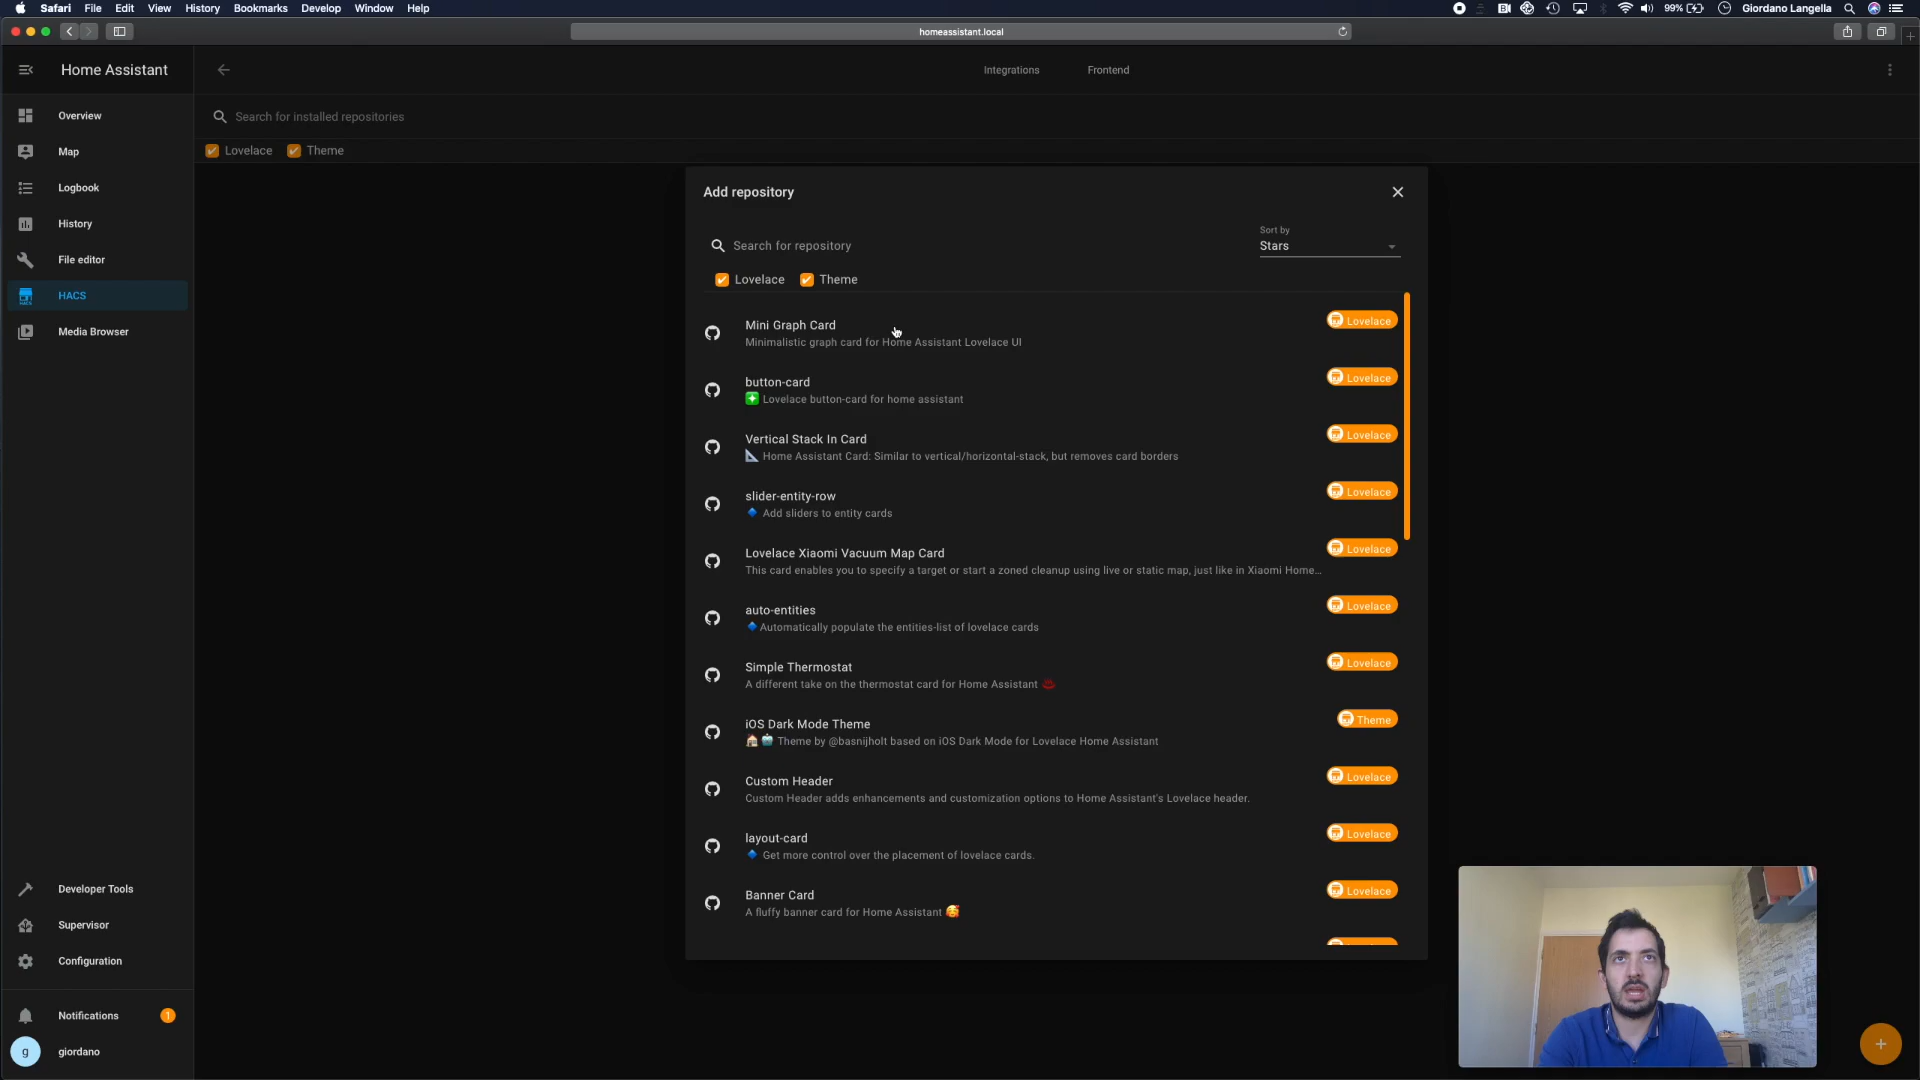 Safari File Edit View History Bookmarks Develop Window Help
99% Giordano Langella
homeassistant.local
Home Assistant
Integrations Frontend
Overview
Search for installed repositories
Lovelace Theme
Map
Logbook
History
File editor
HACS
Media Browser
Add repository
Search for repository
Sort by
Stars
Lovelace Theme
Mini Graph Card
Lovelace
Minimalistic graph card for Home Assistant Lovelace UI
button-card
Lovelace
Lovelace button-card for home assistant
Vertical Stack In Card
Lovelace
Home Assistant Card: Similar to vertical/horizontal-stack, but removes card borders
slider-entity-row
Lovelace
Add sliders to entity cards
Lovelace Xiaomi Vacuum Map Card
Lovelace
This card enables you to specify a target or start a zoned cleanup using live or static map, just like in Xiaomi Home...
auto-entities
Lovelace
Automatically populate the entities-list of lovelace cards
Simple Thermostat
Lovelace
A different take on the thermostat card for Home Assistant
iOS Dark Mode Theme
Theme
Theme by @basnijholt based on iOS Dark Mode for Lovelace Home Assistant
Custom Header
Lovelace
Custom Header adds enhancements and customization options to Home Assistant's Lovelace header.
layout-card
Lovelace
Get more control over the placement of lovelace cards.
Banner Card
Lovelace
A fluffy banner card for Home Assistant
Developer Tools
Supervisor
Configuration
Notifications 1
g giordano